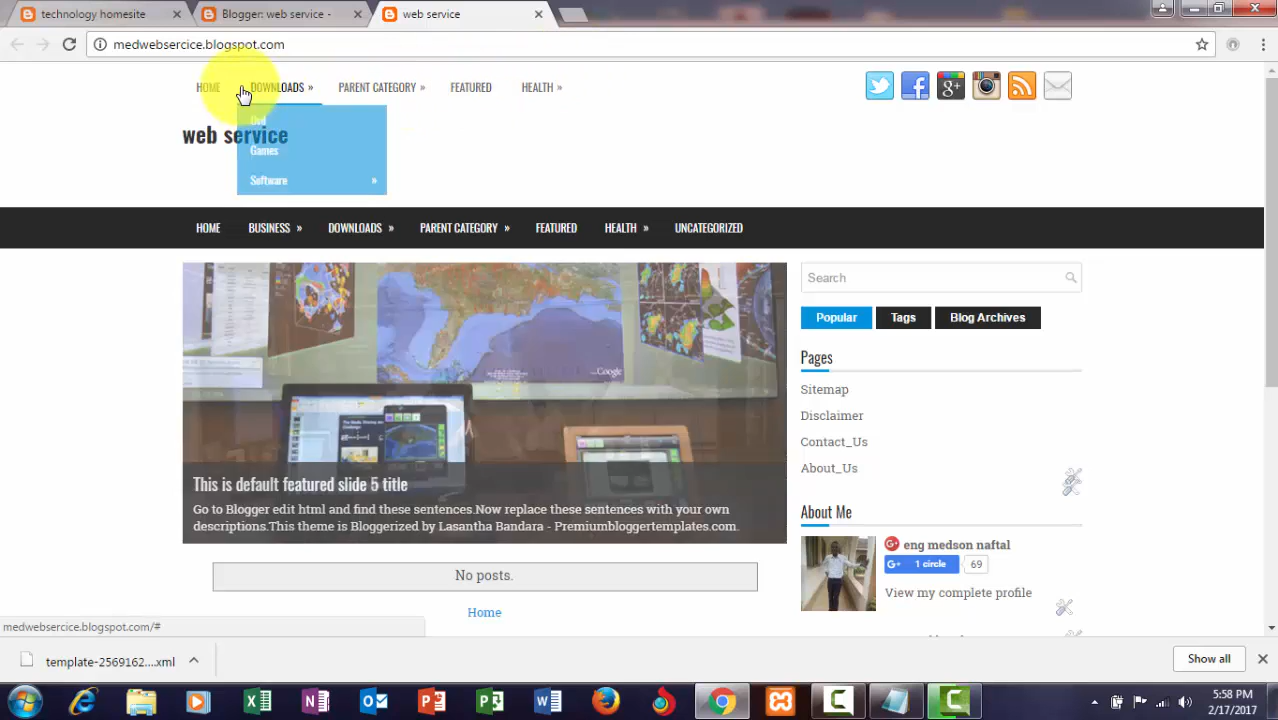 technology homesite
Blogger: web service -
web service
medwebsercice.blogspot.com
HOME DOWNLOADS » PARENT CATEGORY » FEATURED HEALTH »
Dvd
web service
Games
Software »
HOME BUSINESS » DOWNLOADS » PARENT CATEGORY » FEATURED HEALTH » UNCATEGORIZED
Search
Popular Tags Blog Archives
Pages
Sitemap
Disclaimer
Contact_Us
About_Us
Google
This is default featured slide 5 title
Go to Blogger edit html and find these sentences.Now replace these sentences with your own
descriptions.This theme is Bloggerized by Lasantha Bandara - Premiumbloggertemplates.com.
About Me
eng medson naftal
G+ 1 circle 69
View my complete profile
No posts.
Home
medwebsercice.blogspot.com/#
template-2569162....xml
Show all
5:58 PM
2/17/2017